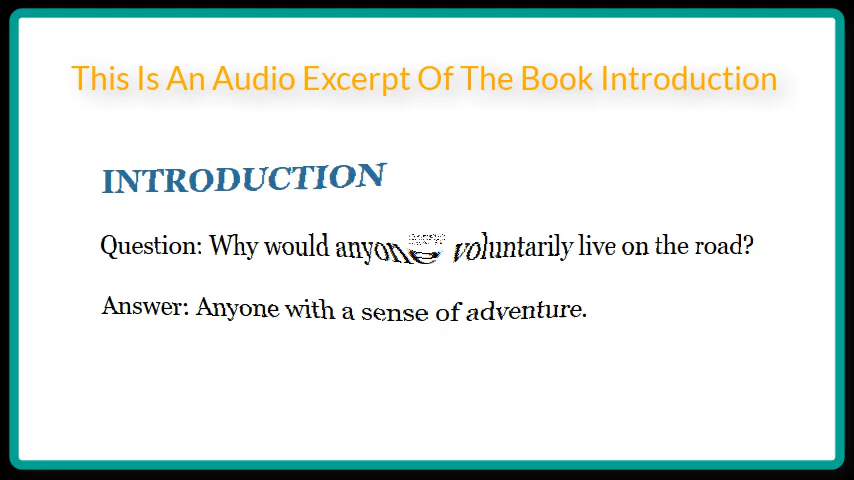 This Is An Audio Excerpt Of The Book Introduction
INTRODUCTION
Question: Why would anyone voluntarily live on the road?
Answer: Anyone with a sense of adventure.